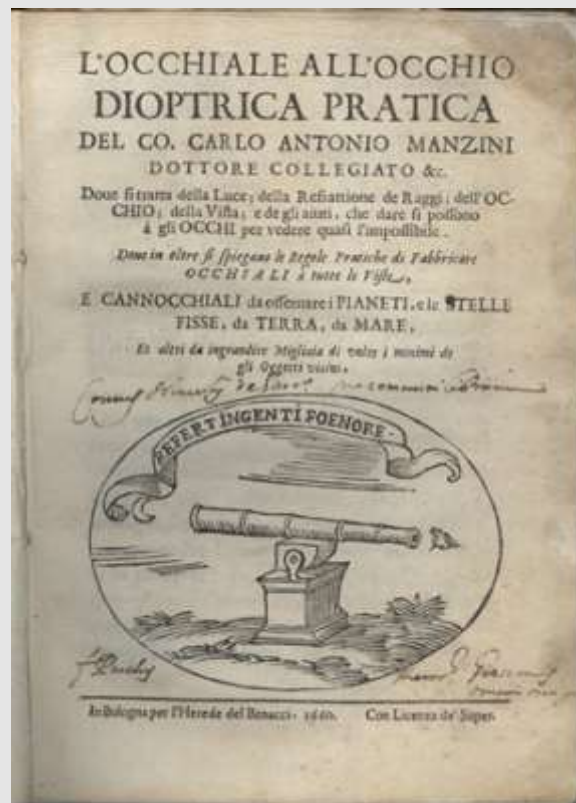 L'OCCHIALE ALL'OCCHIO
DIOPTRICA PRATICA
DEL CO. CARLO ANTONIO MANZINI
DOTTORE COLLEGIATO &c.
Doue si tratta della Luce; della Refrattione de Raggi; dell'OC-
CHIO; della Vista; e de gli aiuti, che dare si possono
à gli OCCHI per vedere quasi l'impossibile.
Doue in oltre si spiegano le Regole Pratiche di Fabbricare
OCCHIALI à tutte le Viste,
E CANNOCCHIALI da osseruare i PIANETI, e le STELLE
FISSE, da TERRA, da MARE,
Et altri da ingrandire Migliaia di volte i minimi de
gli Oggetti vicini.
REFERT INGENTI FOENORE.
In Bologna per l'Herede del Benacci. 1660. Con Licenza de' Super.